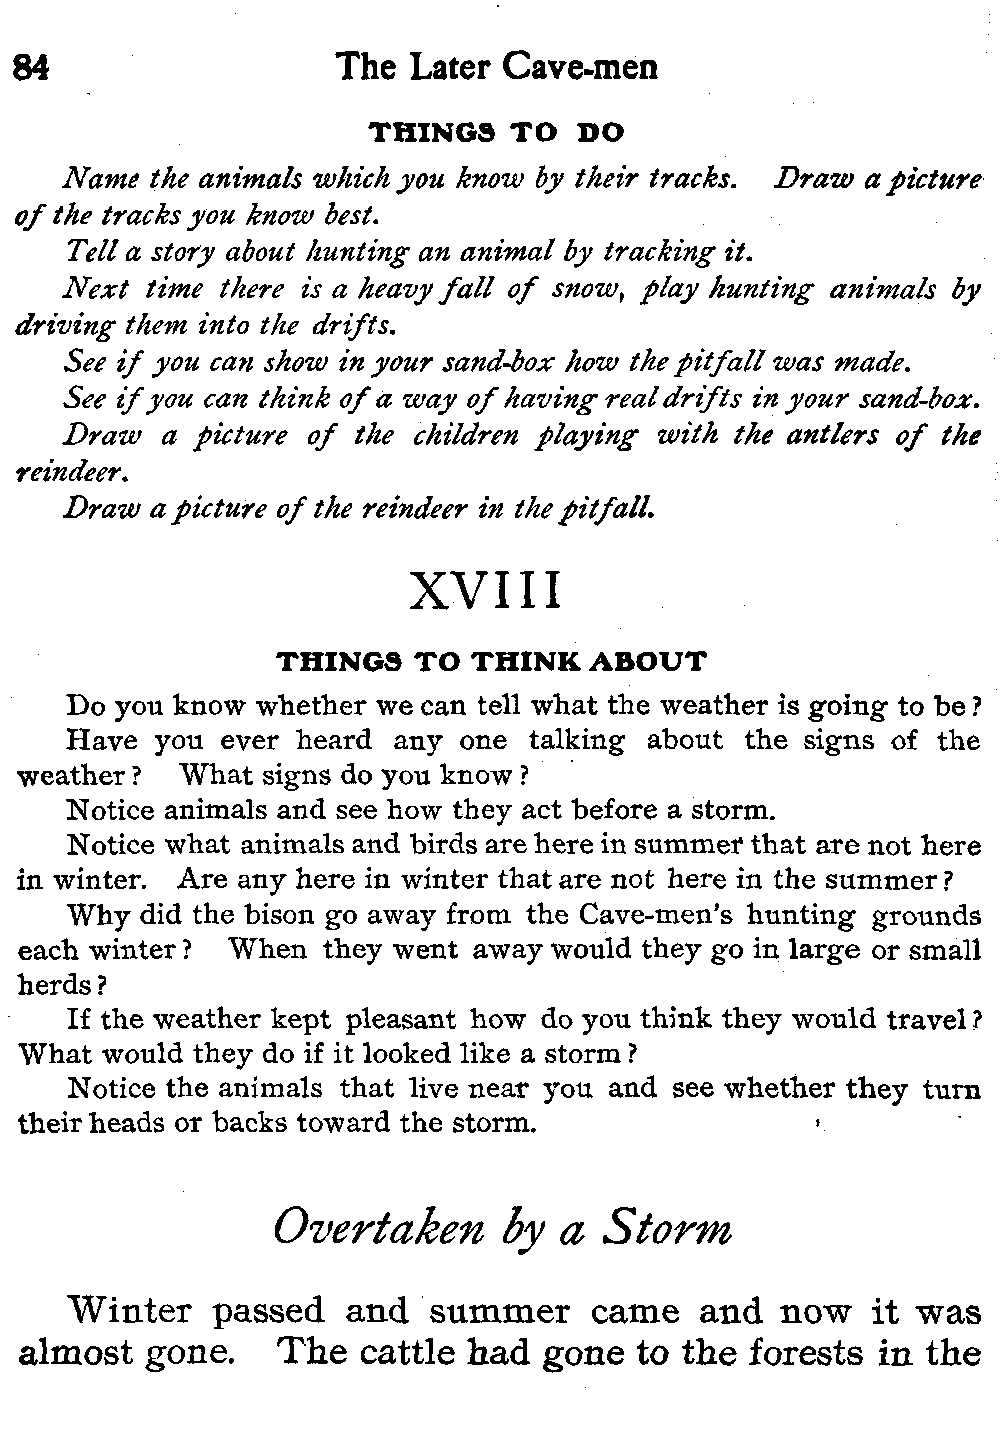 84 The Later Cave-men
THINGS TO DO
Name the animals which you know by their tracks. Draw a picture
of the tracks you know best.
Tell a story about hunting an animal by tracking it.
Next time there is a heavy fall of snow, play hunting animals by
driving them into the drifts.
See if you can show in your sand-box how the pitfall was made.
See if you can think of a way of having real drifts in your sand-box.
Draw a picture of the children playing with the antlers of the
reindeer.
Draw a picture of the reindeer in the pitfall.
XVIII
THINGS TO THINK ABOUT
Do you know whether we can tell what the weather is going to be?
Have you ever heard any one talking about the signs of the
weather? What signs do you know?
Notice animals and see how they act before a storm.
Notice what animals and birds are here in summer that are not here
in winter. Are any here in winter that are not here in the summer?
Why did the bison go away from the Cave-men's hunting grounds
each winter? When they went away would they go in large or small
herds?
If the weather kept pleasant how do you think they would travel?
What would they do if it looked like a storm?
Notice the animals that live near you and see whether they turn
their heads or backs toward the storm.
Overtaken by a Storm
Winter passed and summer came and now it was
almost gone. The cattle had gone to the forests in the